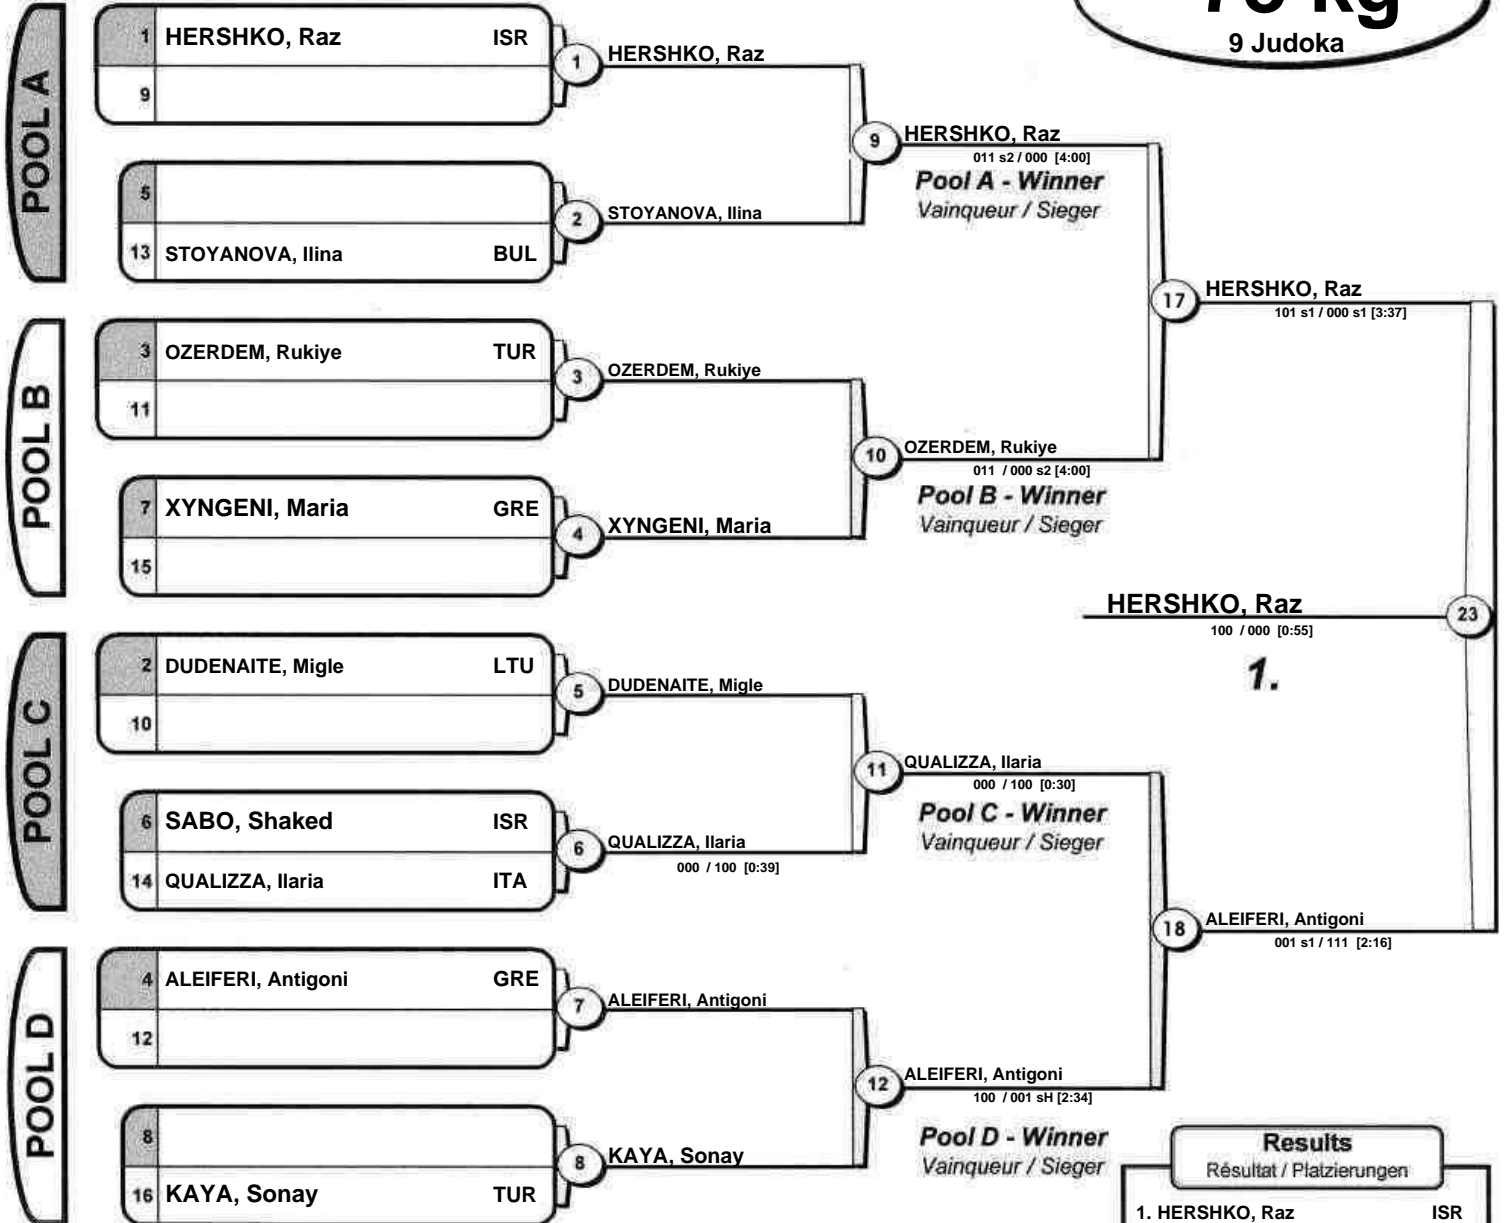 78 kg
9 Judoka
POOL A
1 HERSHKO, Raz ISR
9
1 HERSHKO, Raz
5
13 STOYANOVA, Ilina BUL
2 STOYANOVA, Ilina
9 HERSHKO, Raz
011 s2 / 000 [4:00]
Pool A - Winner
Vainqueur / Sieger
POOL B
3 OZERDEM, Rukiye TUR
11
3 OZERDEM, Rukiye
7 XYNGENI, Maria GRE
15
4 XYNGENI, Maria
10 OZERDEM, Rukiye
011 / 000 s2 [4:00]
Pool B - Winner
Vainqueur / Sieger
17 HERSHKO, Raz
101 s1 / 000 s1 [3:37]
HERSHKO, Raz 23
100 / 000 [0:55]
1.
POOL C
2 DUDENAITE, Migle LTU
10
5 DUDENAITE, Migle
6 SABO, Shaked ISR
14 QUALIZZA, Ilaria ITA
6 QUALIZZA, Ilaria
000 / 100 [0:39]
11 QUALIZZA, Ilaria
000 / 100 [0:30]
Pool C - Winner
Vainqueur / Sieger
POOL D
4 ALEIFERI, Antigoni GRE
12
7 ALEIFERI, Antigoni
8
16 KAYA, Sonay TUR
8 KAYA, Sonay
12 ALEIFERI, Antigoni
100 / 001 sH [2:34]
Pool D - Winner
Vainqueur / Sieger
18 ALEIFERI, Antigoni
001 s1 / 111 [2:16]
Results
Résultat / Platzierungen
1. HERSHKO, Raz ISR